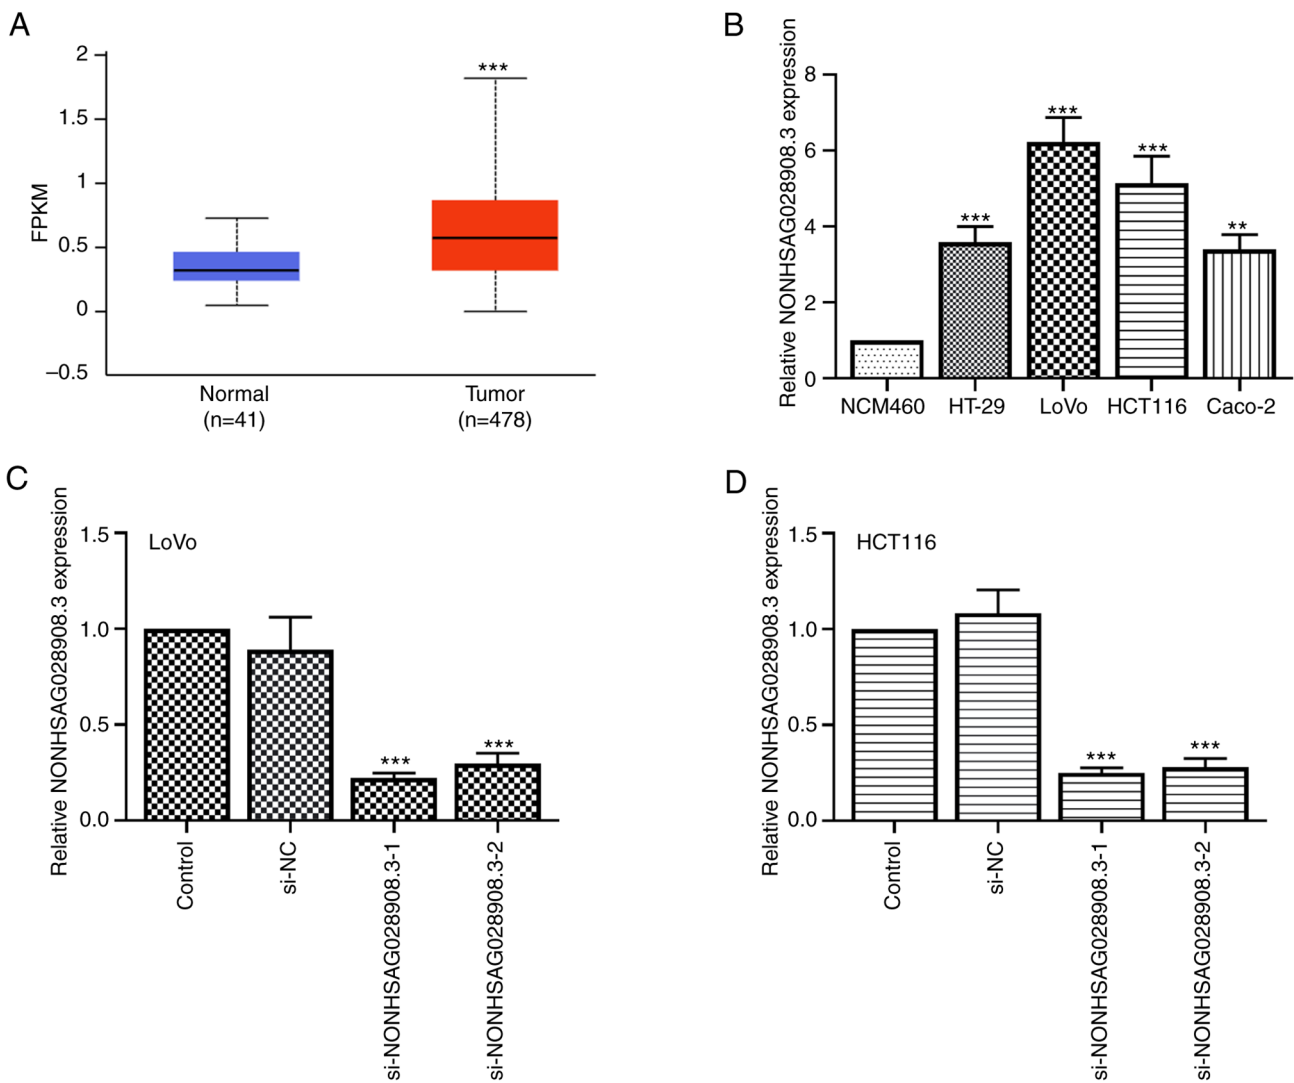 A
FPKM
2
1.5
1
0.5
0
–0.5
***
Normal
(n=41)
Tumor
(n=478)
B
Relative NONHSAG028908.3 expression
8
6
4
2
0
***
***
***
**
NCM460
HT-29
LoVo
HCT116
Caco-2
C
Relative NONHSAG028908.3 expression
LoVo
1.5
1.0
0.5
0.0
***
***
Control
si-NC
si-NONHSAG028908.3-1
si-NONHSAG028908.3-2
D
Relative NONHSAG028908.3 expression
HCT116
1.5
1.0
0.5
0.0
***
***
Control
si-NC
si-NONHSAG028908.3-1
si-NONHSAG028908.3-2